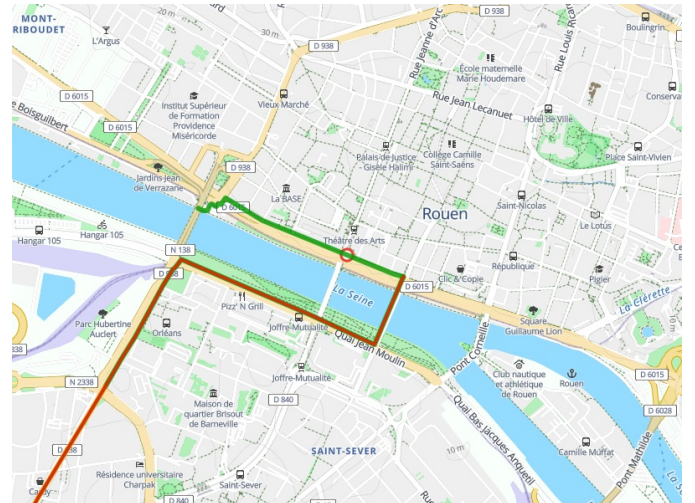 MONT-
RIBOUDET
L'Argus
20 m
30 m
D 938
Rue Jeanne d'Arc
Rue Louis Ricard
Boulingrin
École maternelle
Marie Houdemare
Rue Jean Lecanuet
D 6015
Boisguilbert
D 6015
Institut Supérieur
de Formation
Providence
Miséricorde
Vieux Marché
Hôtel de Ville
Conservat
Place Saint-Vivien
Palais de Justice -
Gisèle Halimi
Collège Camille
Saint-Saëns
D 938
Jardins Jean
de Verrazane
La BASE
Rouen
Saint-Nicolas
Le Lotus
Hangar 105
cycles 105
N 138
Théâtre des Arts
République
Pigier
Clic & Copie
D 6015
La Seine
La Clérette
Pizz' N Grill
Parc Hubertine
Auclert
Orléans
Joffre-Mutualité
Quai Jean Moulin
Pont Corneille
Square
Guillaume Lion
D 6015
N 2338
Joffre-Mutualité
Club nautique
et athlétique
de Rouen
Rouen
Maison de
quartier Brisout
de Barneville
D 840
Quai Bas Jacques Anquetil
D 6028
SAINT-SEVER
10 m
Camille Muffat
Pont Mathilde
Résidence universitaire
Charpak
Saint-Sever
D 840